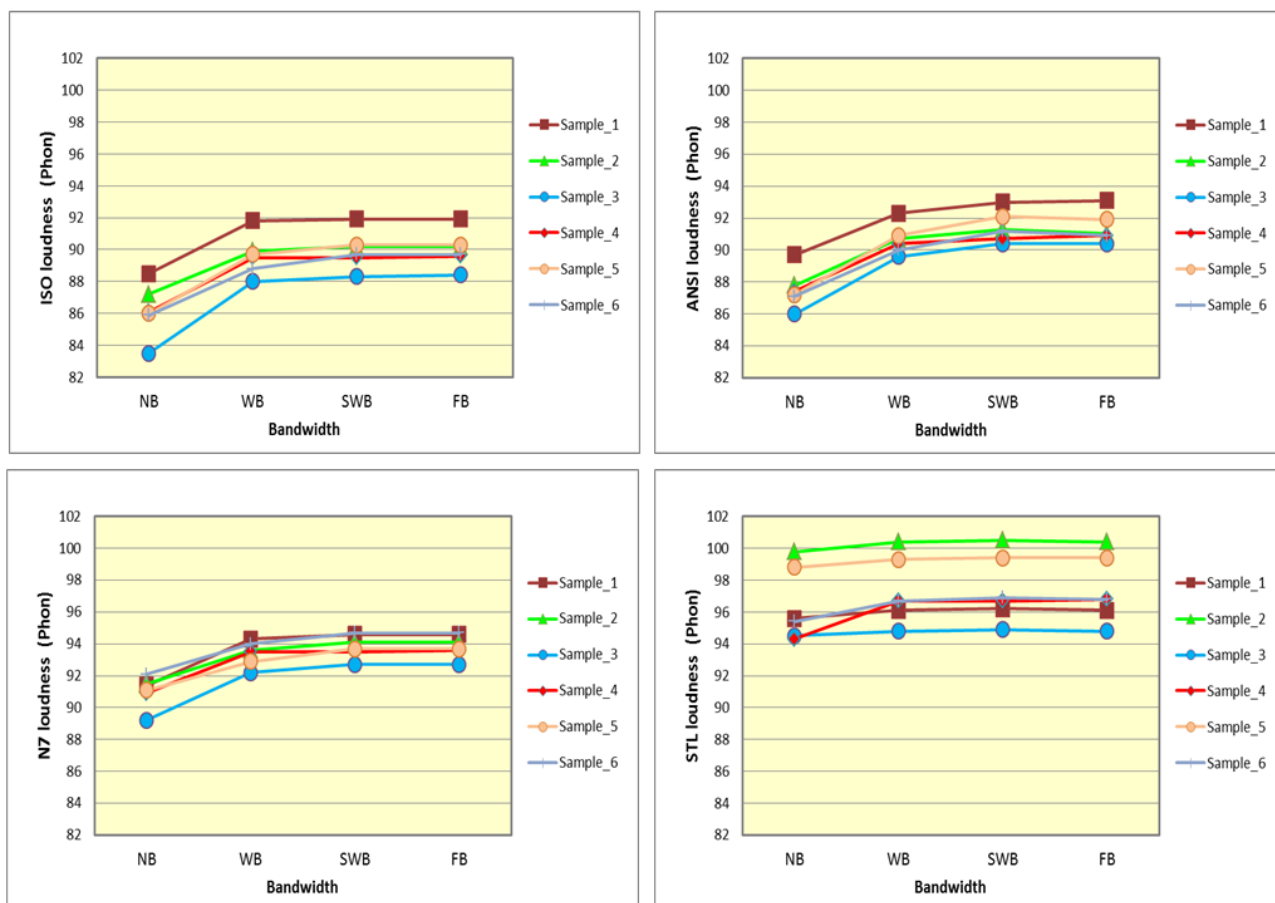 ISO loudness (Phon)
102
100
98
96
94
92
90
88
86
84
82
NB WB SWB FB
Bandwidth
Sample_1
Sample_2
Sample_3
Sample_4
Sample_5
Sample_6
ANSI loudness (Phon)
102
100
98
96
94
92
90
88
86
84
82
NB WB SWB FB
Bandwidth
Sample_1
Sample_2
Sample_3
Sample_4
Sample_5
Sample_6
N7 loudness (Phon)
102
100
98
96
94
92
90
88
86
84
82
NB WB SWB FB
Bandwidth
Sample_1
Sample_2
Sample_3
Sample_4
Sample_5
Sample_6
STL loudness (Phon)
102
100
98
96
94
92
90
88
86
84
82
NB WB SWB FB
Bandwidth
Sample_1
Sample_2
Sample_3
Sample_4
Sample_5
Sample_6